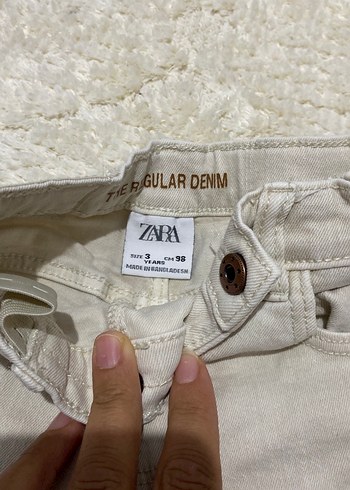 THE REGULAR DENIM
ZARA
SIZE 3 YEARS CM 98
MADE IN BANGLADESH